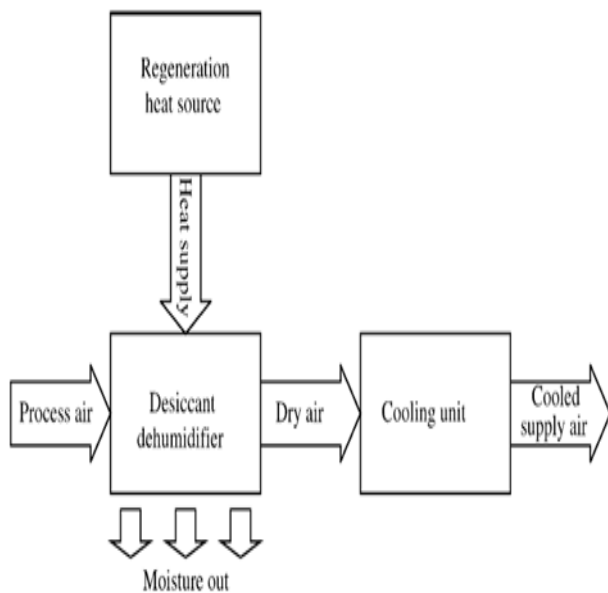 Regeneration
heat source
Heat supply
Process air
Desiccant
dehumidifier
Dry air
Cooling unit
Cooled
supply air
Moisture out